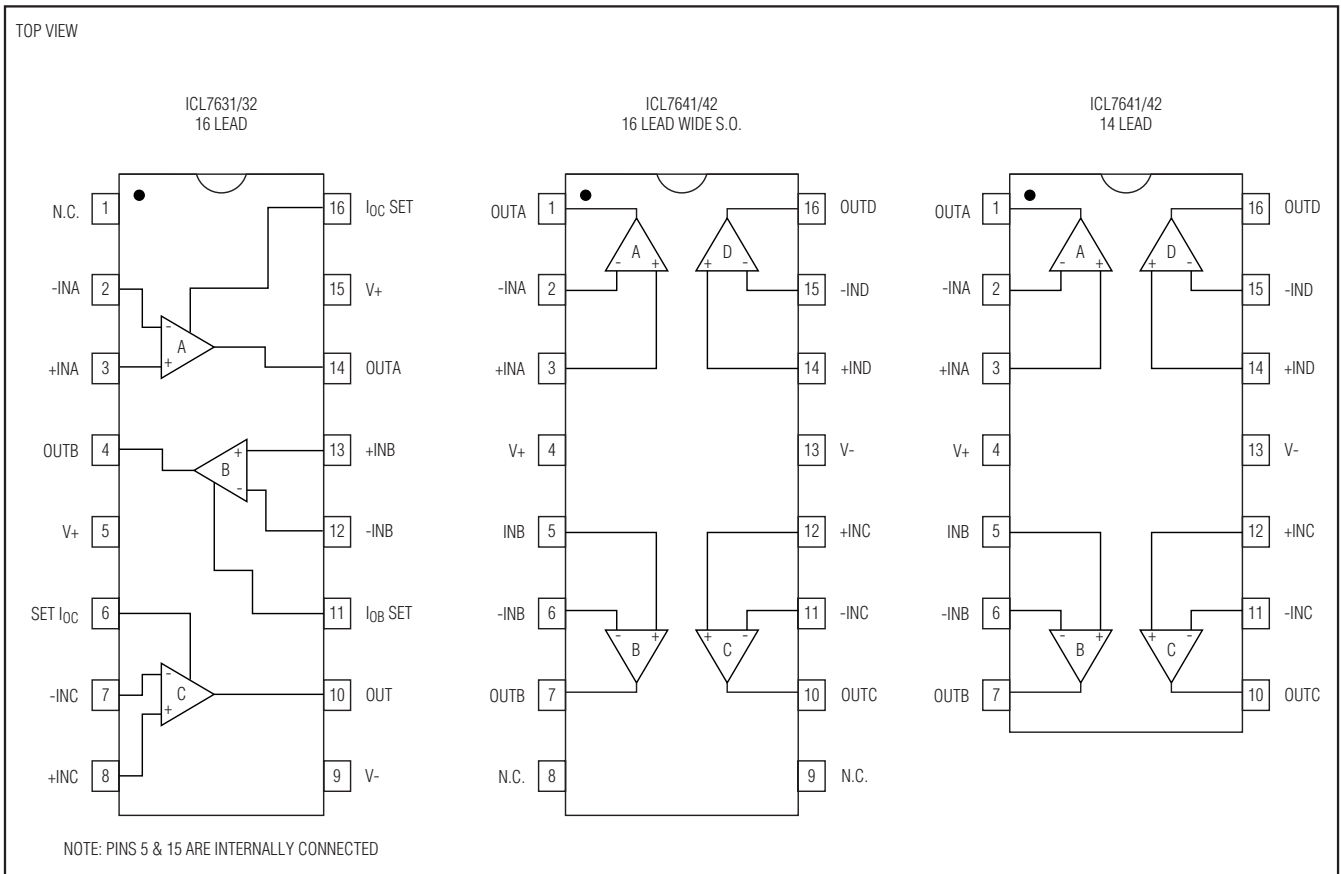 TOP VIEW
ICL7631/32
16 LEAD
N.C. 1
16 IOC SET
-INA 2
15 V+
A
- +
+INA 3
14 OUTA
OUTB 4
13 +INB
B
+ -
V+ 5
12 -INB
SET IOC 6
11 IOB SET
-INC 7
10 OUT
C
- +
+INC 8
9 V-
NOTE: PINS 5 & 15 ARE INTERNALLY CONNECTED
ICL7641/42
16 LEAD WIDE S.O.
OUTA 1
16 OUTD
A D
- + + -
-INA 2
15 -IND
+INA 3
14 +IND
V+ 4
13 V-
INB 5
12 +INC
-INB 6
11 -INC
- + + -
B C
OUTB 7
10 OUTC
N.C. 8
9 N.C.
ICL7641/42
14 LEAD
OUTA 1
16 OUTD
A D
- + + -
-INA 2
15 -IND
+INA 3
14 +IND
V+ 4
13 V-
INB 5
12 +INC
-INB 6
11 -INC
- + + -
B C
OUTB 7
10 OUTC